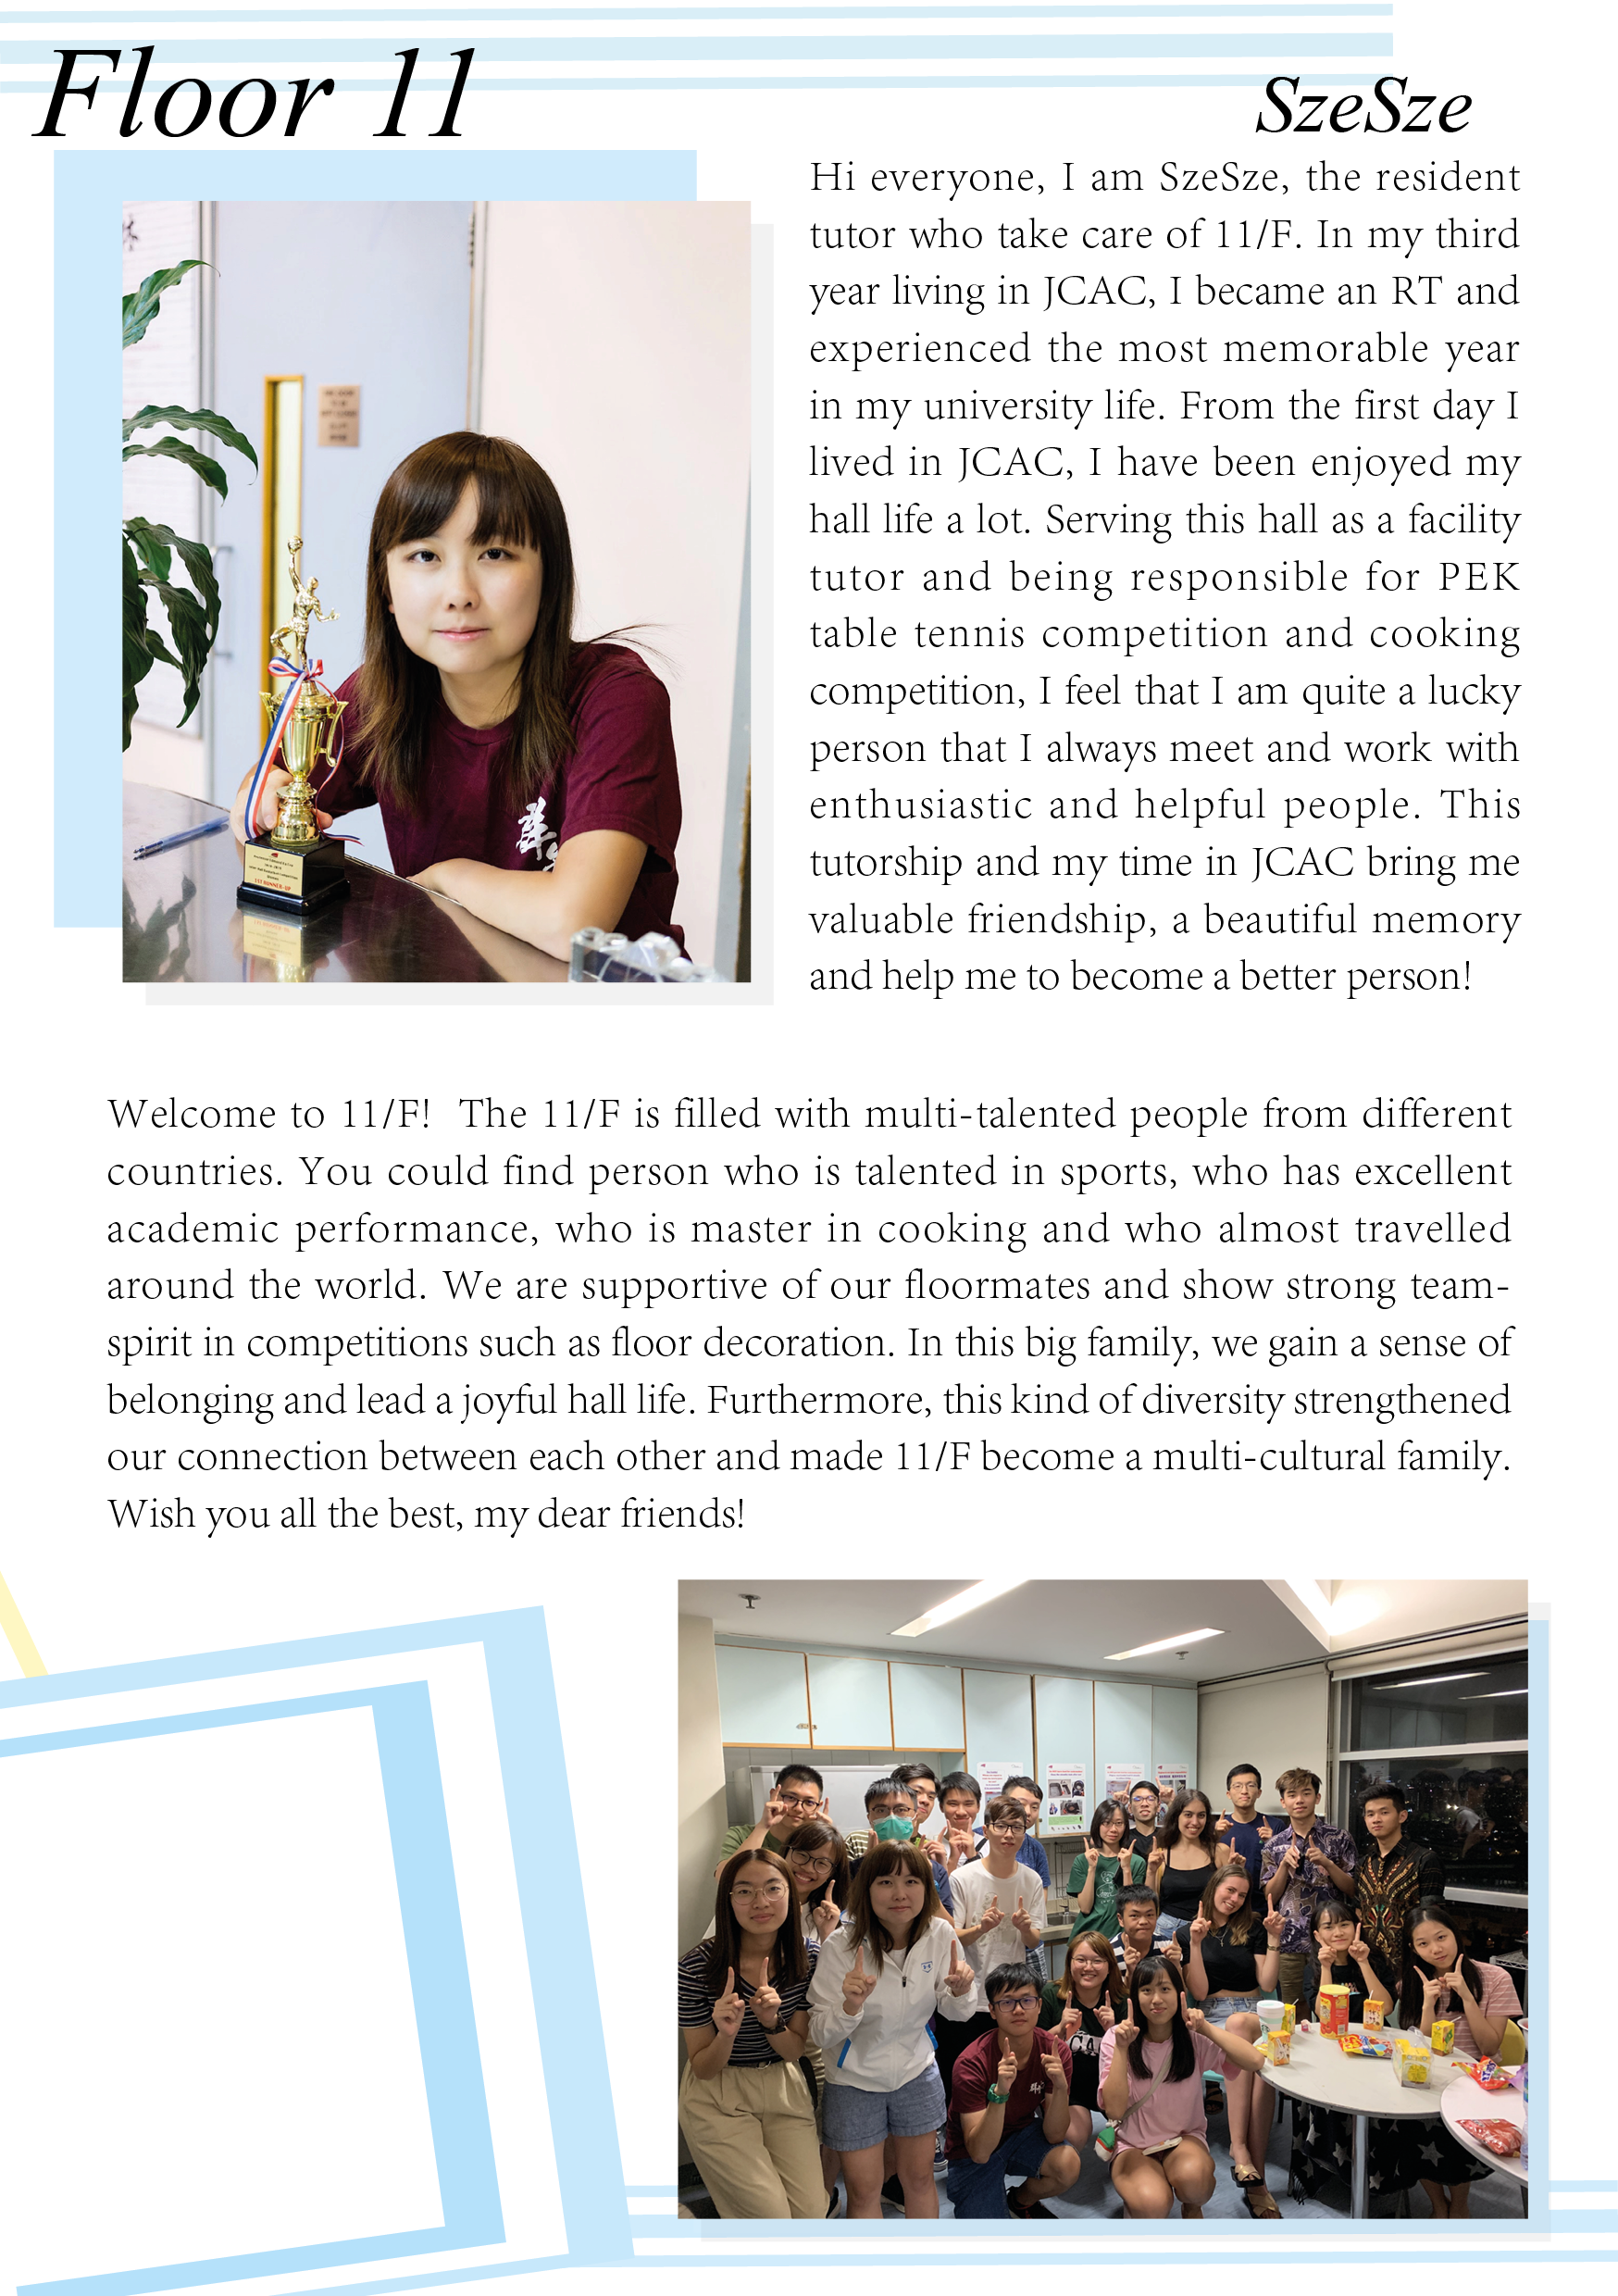 Floor 11
SzeSze
Hi everyone, I am SzeSze, the resident
tutor who take care of 11/F. In my third
year living in JCAC, I became an RT and
experienced the most memorable year
in my university life. From the first day I
lived in JCAC, I have been enjoyed my
hall life a lot. Serving this hall as a facility
tutor and being responsible for PEK
table tennis competition and cooking
competition, I feel that I am quite a lucky
person that I always meet and work with
enthusiastic and helpful people. This
tutorship and my time in JCAC bring me
valuable friendship, a beautiful memory
and help me to become a better person!
1ST RUNNER-UP
Welcome to 11/F!  The 11/F is filled with multi-talented people from different
countries. You could find person who is talented in sports, who has excellent
academic performance, who is master in cooking and who almost travelled
around the world. We are supportive of our floormates and show strong team-
spirit in competitions such as floor decoration. In this big family, we gain a sense of
belonging and lead a joyful hall life. Furthermore, this kind of diversity strengthened
our connection between each other and made 11/F become a multi-cultural family.
Wish you all the best, my dear friends!